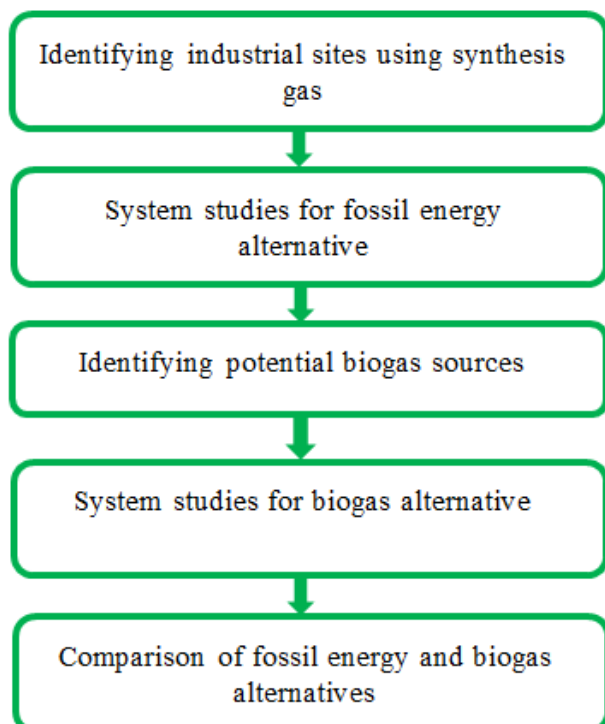 Identifying industrial sites using synthesis
gas
System studies for fossil energy
alternative
Identifying potential biogas sources
System studies for biogas alternative
Comparison of fossil energy and biogas
alternatives